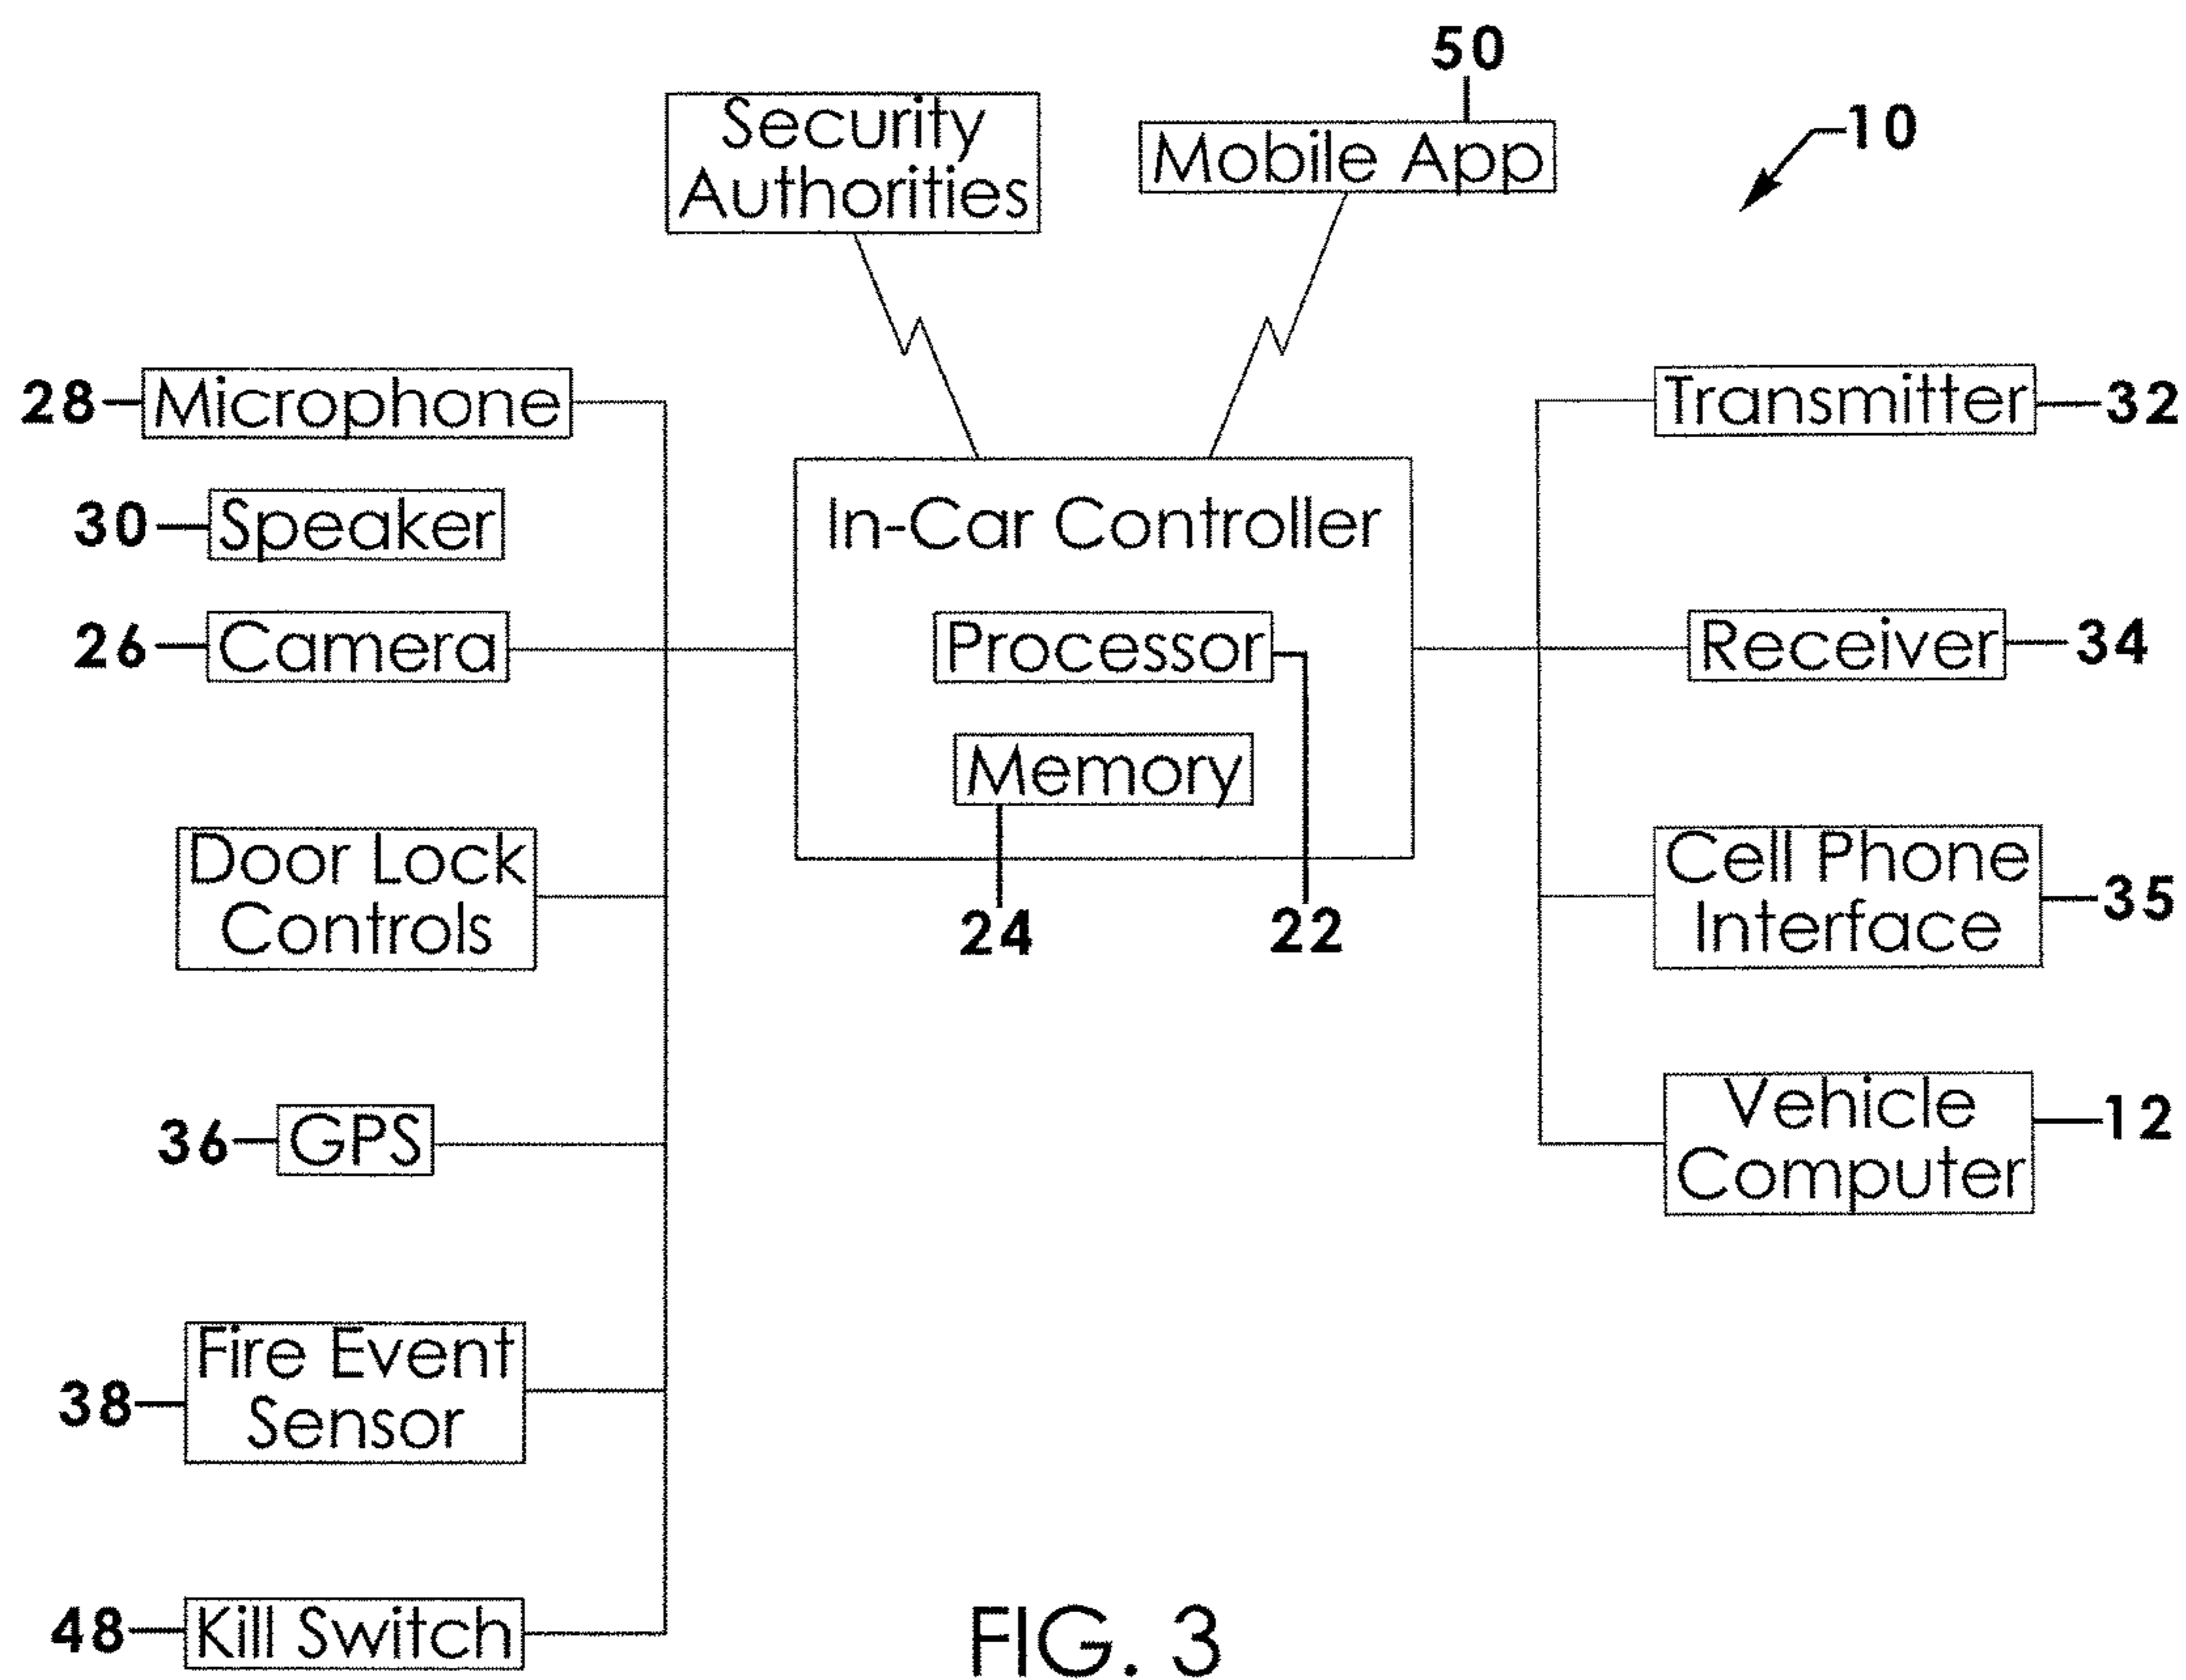 50
Security
Authorities
Mobile App
10
28
Microphone
Transmitter
32
30
Speaker
In-Car Controller
26
Camera
Processor
Receiver
34
Memory
Door Lock
Controls
24
22
Cell Phone
Interface
35
36
GPS
Vehicle
Computer
12
38
Fire Event
Sensor
48
Kill Switch
FIG. 3